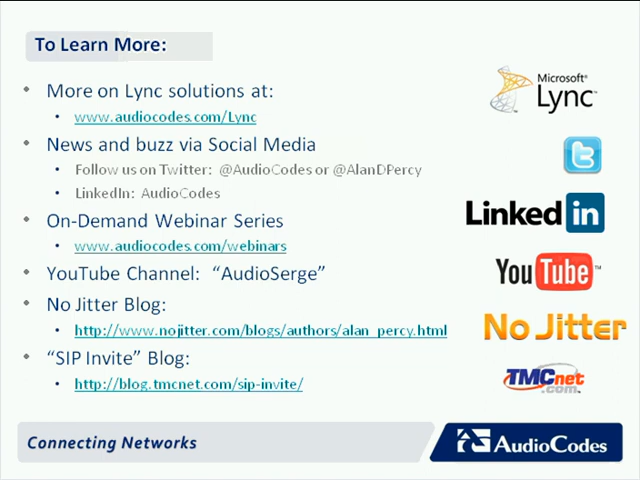 To Learn More:
More on Lync solutions at:
www.audiocodes.com/Lync
News and buzz via Social Media
Follow us on Twitter: @AudioCodes or @AlanDPercy
LinkedIn: AudioCodes
On-Demand Webinar Series
www.audiocodes.com/webinars
YouTube Channel: “AudioSerge”
No Jitter Blog:
http://www.nojitter.com/blogs/authors/alan_percy.html
“SIP Invite” Blog:
http://blog.tmcnet.com/sip-invite/
Microsoft®
Lync™
t
Linked in
YouTube™
No Jitter
TMCnet
.com™
Connecting Networks
AudioCodes